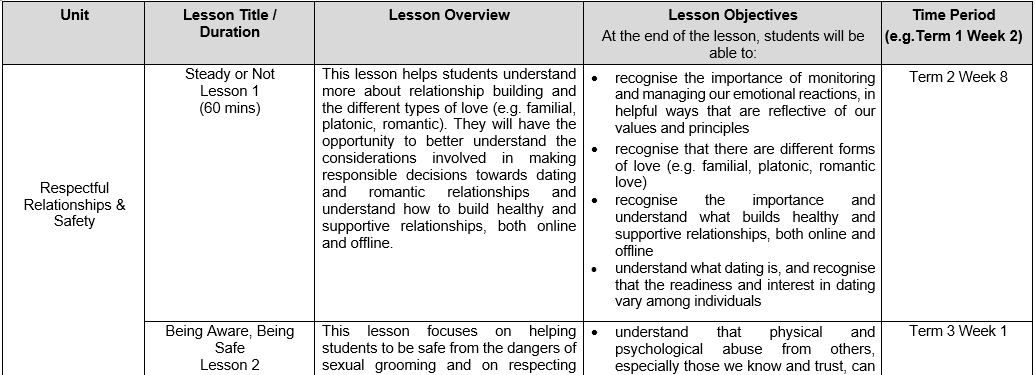 Unit
Lesson Title /
Duration
Lesson Overview
Lesson Objectives
At the end of the lesson, students will be
able to:
Time Period
(e.g.Term 1 Week 2)
Respectful
Relationships &
Safety
Steady or Not
Lesson 1
(60 mins)
This lesson helps students understand
more about relationship building and
the different types of love (e.g. familial,
platonic, romantic). They will have the
opportunity to better understand the
considerations involved in making
responsible decisions towards dating
and romantic relationships and
understand how to build healthy and
supportive relationships, both online
and offline.
• recognise the importance of monitoring
and managing our emotional reactions, in
helpful ways that are reflective of our
values and principles
• recognise that there are different forms
of love (e.g. familial, platonic, romantic
love)
• recognise the importance and
understand what builds healthy and
supportive relationships, both online and
offline
• understand what dating is, and recognise
that the readiness and interest in dating
vary among individuals
Term 2 Week 8
Being Aware, Being
Safe
Lesson 2
This lesson focuses on helping
students to be safe from the dangers of
sexual grooming and on respecting
• understand that physical and
psychological abuse from others,
especially those we know and trust, can
Term 3 Week 1